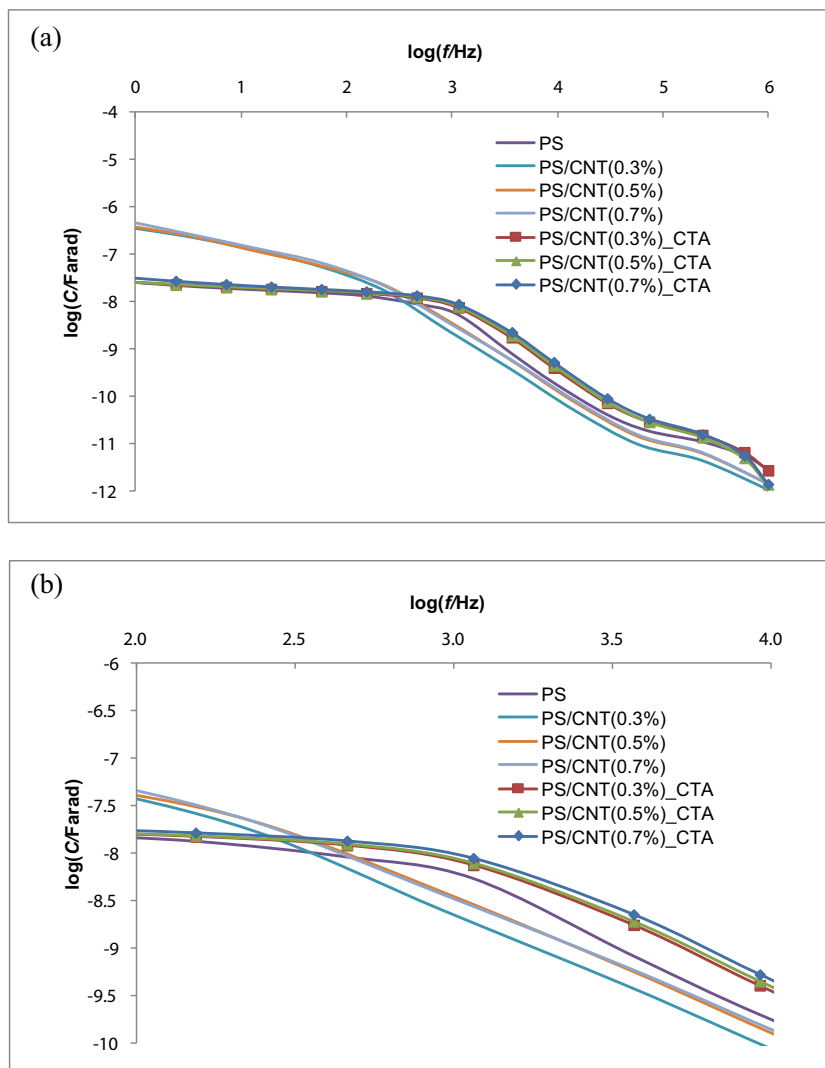 (a)
log(f/Hz)
0 1 2 3 4 5 6
-4
-5
-6
-7
-8
-9
-10
-11
-12
log(C/Farad)
PS
PS/CNT(0.3%)
PS/CNT(0.5%)
PS/CNT(0.7%)
PS/CNT(0.3%)_CTA
PS/CNT(0.5%)_CTA
PS/CNT(0.7%)_CTA
(b)
log(f/Hz)
2.0 2.5 3.0 3.5 4.0
-6
-6.5
-7
-7.5
-8
-8.5
-9
-9.5
-10
log(C/Farad)
PS
PS/CNT(0.3%)
PS/CNT(0.5%)
PS/CNT(0.7%)
PS/CNT(0.3%)_CTA
PS/CNT(0.5%)_CTA
PS/CNT(0.7%)_CTA